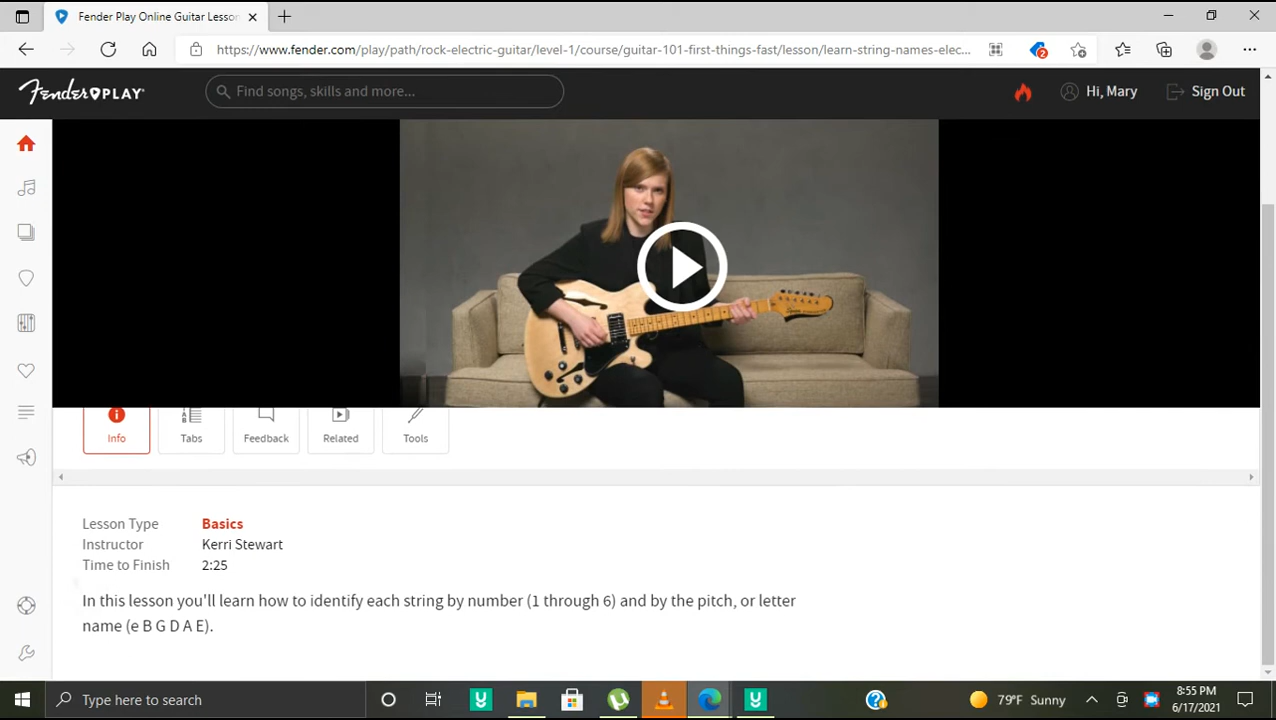 Fender Play Online Guitar Lesson
https://www.fender.com/play/path/rock-electric-guitar/level-1/course/guitar-101-first-things-fast/lesson/learn-string-names-elec...
2
Fender PLAY
Find songs, skills and more...
Hi, Mary
Sign Out
Info
Tabs
Feedback
Related
Tools
Lesson Type Basics
Instructor Kerri Stewart
Time to Finish 2:25
In this lesson you'll learn how to identify each string by number (1 through 6) and by the pitch, or letter
name (e B G D A E).
Type here to search
79°F Sunny
8:55 PM
6/17/2021